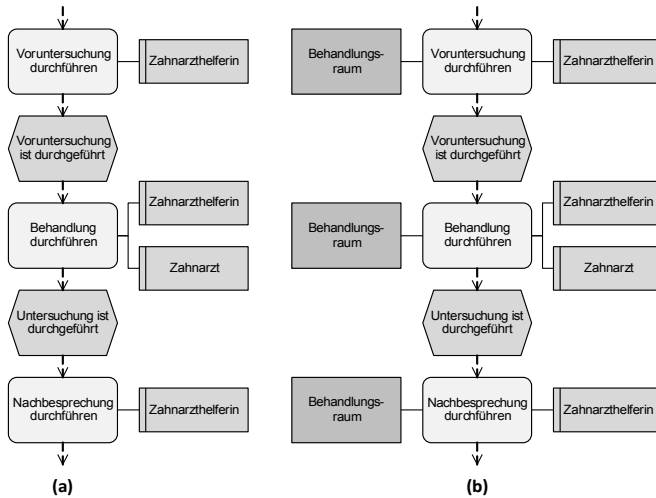 Voruntersuchung
durchführen
Zahnarzthelferin
Voruntersuchung
ist durchgeführt
Zahnarzthelferin
Behandlung
durchführen
Zahnarzt
Untersuchung ist
durchgeführt
Nachbesprechung
durchführen
Zahnarzthelferin
(a)
Behandlungs-
raum
Voruntersuchung
durchführen
Zahnarzthelferin
Voruntersuchung
ist durchgeführt
Zahnarzthelferin
Behandlungs-
raum
Behandlung
durchführen
Zahnarzt
Untersuchung ist
durchgeführt
Behandlungs-
raum
Nachbesprechung
durchführen
Zahnarzthelferin
(b)